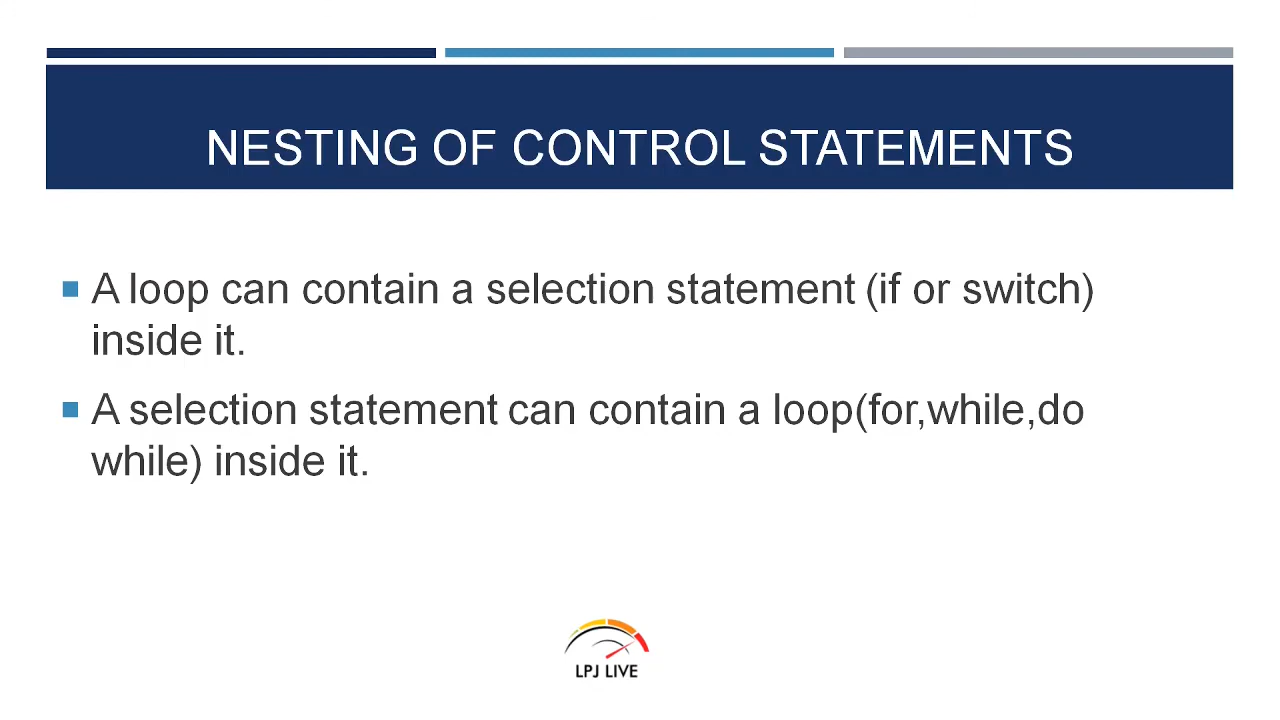 NESTING OF CONTROL STATEMENTS
A loop can contain a selection statement (if or switch)
inside it.
A selection statement can contain a loop(for,while,do
while) inside it.
LPJ LIVE